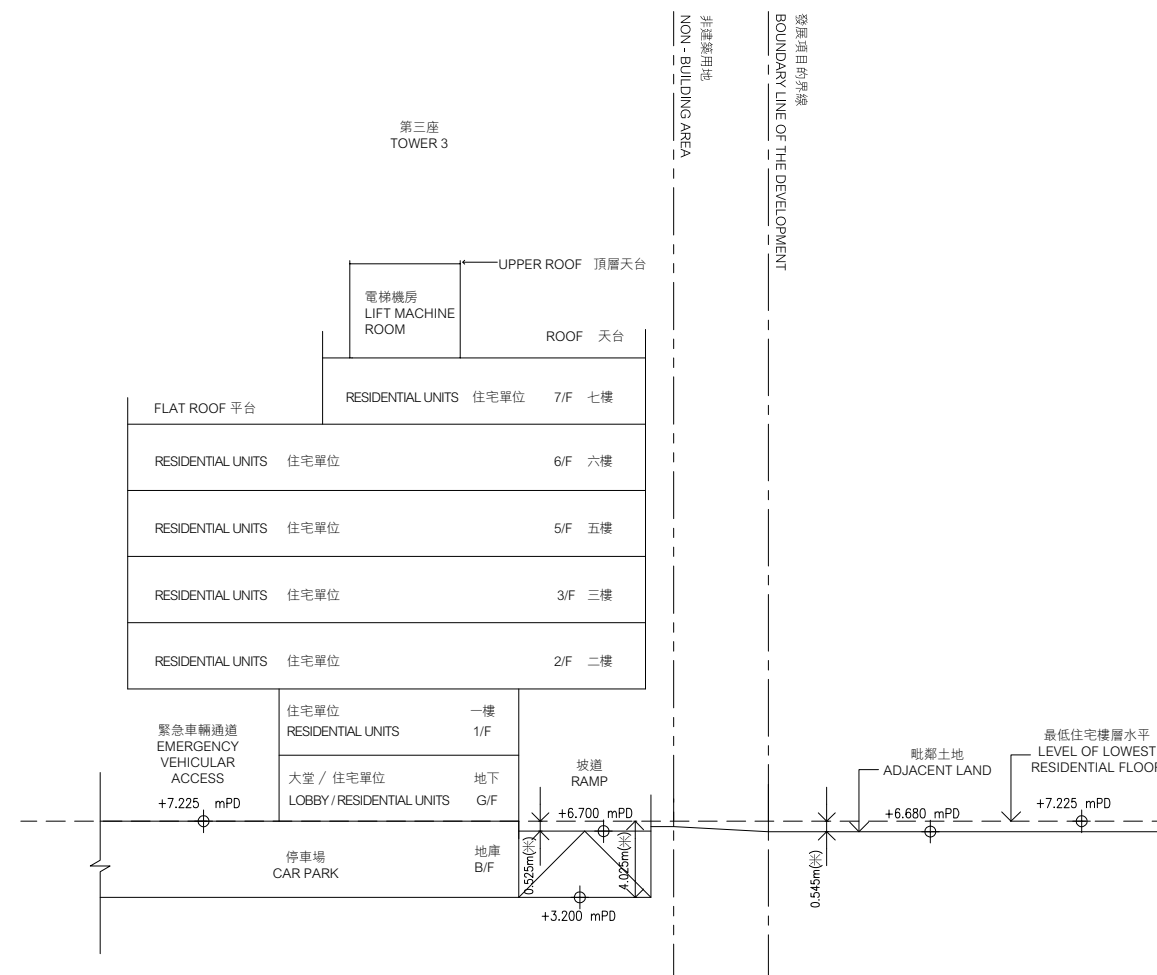 非建築用地
NON - BUILDING AREA
發展項目的界線
BOUNDARY LINE OF THE DEVELOPMENT
第三座
TOWER 3
UPPER ROOF 頂層天台
電梯機房
LIFT MACHINE
ROOM
ROOF 天台
RESIDENTIAL UNITS 住宅單位 7/F 七樓
FLAT ROOF 平台
RESIDENTIAL UNITS 住宅單位 6/F 六樓
RESIDENTIAL UNITS 住宅單位 5/F 五樓
RESIDENTIAL UNITS 住宅單位 3/F 三樓
RESIDENTIAL UNITS 住宅單位 2/F 二樓
住宅單位 一樓
RESIDENTIAL UNITS 1/F
緊急車輛通道
EMERGENCY
VEHICULAR
ACCESS
+7.225 mPD
大堂 / 住宅單位 地下
LOBBY / RESIDENTIAL UNITS G/F
坡道
RAMP
+6.700 mPD
毗鄰土地
ADJACENT LAND
+6.680 mPD
最低住宅樓層水平
LEVEL OF LOWEST
RESIDENTIAL FLOOR
+7.225 mPD
停車場 地庫
CAR PARK B/F
0.525m(米)
4.025m(米)
0.545m(米)
+3.200 mPD